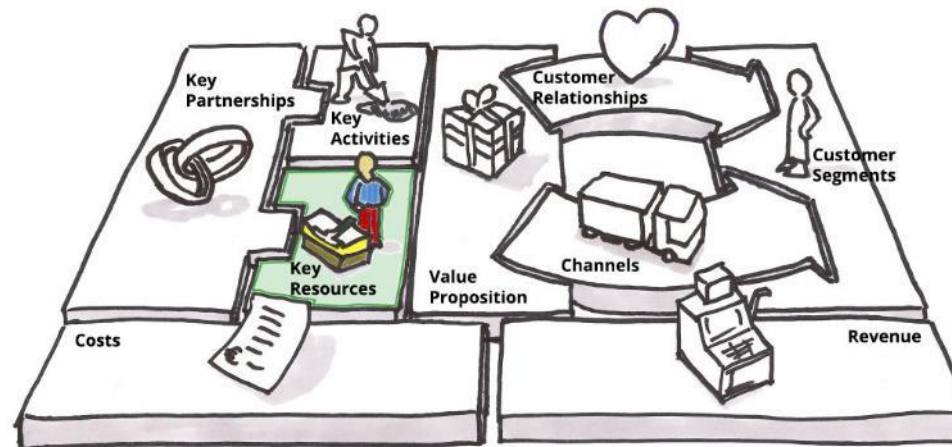 Key
Partnerships
Key
Activities
Key
Resources
Value
Proposition
Customer
Relationships
Channels
Customer
Segments
Costs
€
Revenue